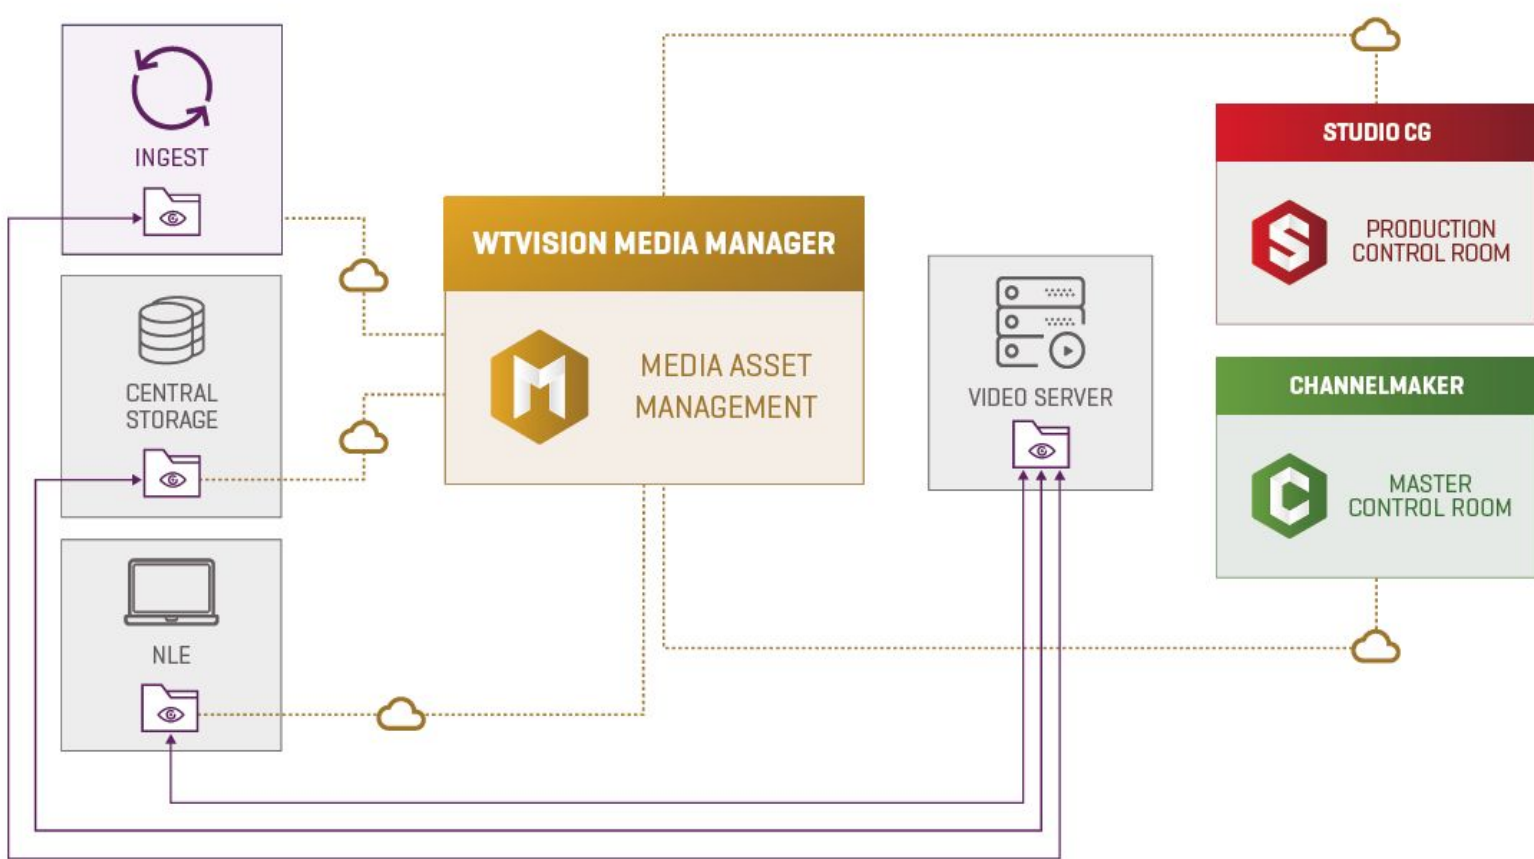 INGEST
CENTRAL
STORAGE
NLE
WTVISION MEDIA MANAGER
M
MEDIA ASSET
MANAGEMENT
VIDEO SERVER
STUDIO CG
S
PRODUCTION
CONTROL ROOM
CHANNELMAKER
C
MASTER
CONTROL ROOM